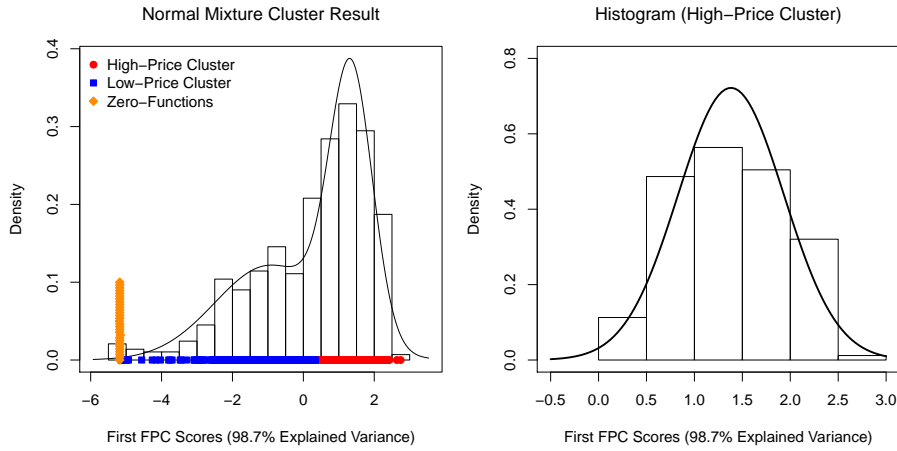 Normal Mixture Cluster Result
Density
0.0
0.1
0.2
0.3
0.4
High−Price Cluster
Low−Price Cluster
Zero−Functions
−6
−4
−2
0
2
First FPC Scores (98.7% Explained Variance)
Histogram (High−Price Cluster)
Density
0.0
0.2
0.4
0.6
0.8
−0.5
0.0
0.5
1.0
1.5
2.0
2.5
3.0
First FPC Scores (98.7% Explained Variance)